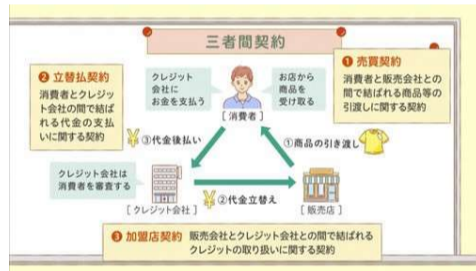 三者間契約
❶ 売買契約
消費者と販売会社との
間で結ばれる商品等の
引渡しに関する契約
❷ 立替払契約
消費者とクレジッ
ト会社の間で結ば
れる代金の支払
いに関する契約
クレジット
会社に
お金を支払う
お店から
商品を
受け取る
[消費者]
③代金後払い
①商品の引き渡し
クレジット会社は
消費者を審査する
[クレジット会社]
②代金立替え
[販売店]
❸ 加盟店契約
販売会社とクレジット会社との間で結ばれる
クレジットの取り扱いに関する契約